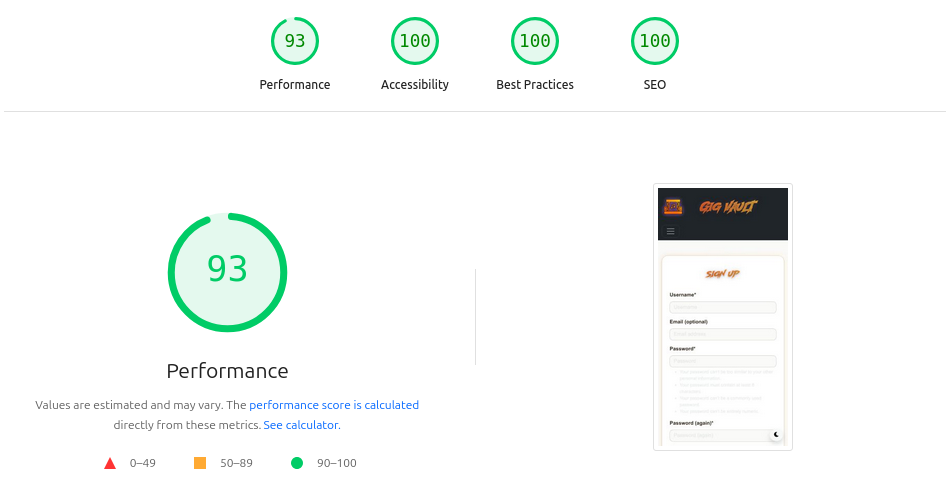 93
100
100
100
Performance
Accessibility
Best Practices
SEO
93
Performance
Values are estimated and may vary. The performance score is calculated
directly from these metrics. See calculator.
0–49
50–89
90–100
GIG VAULT
SIGN UP
Username*
Email (optional)
Password*
Password (again)*